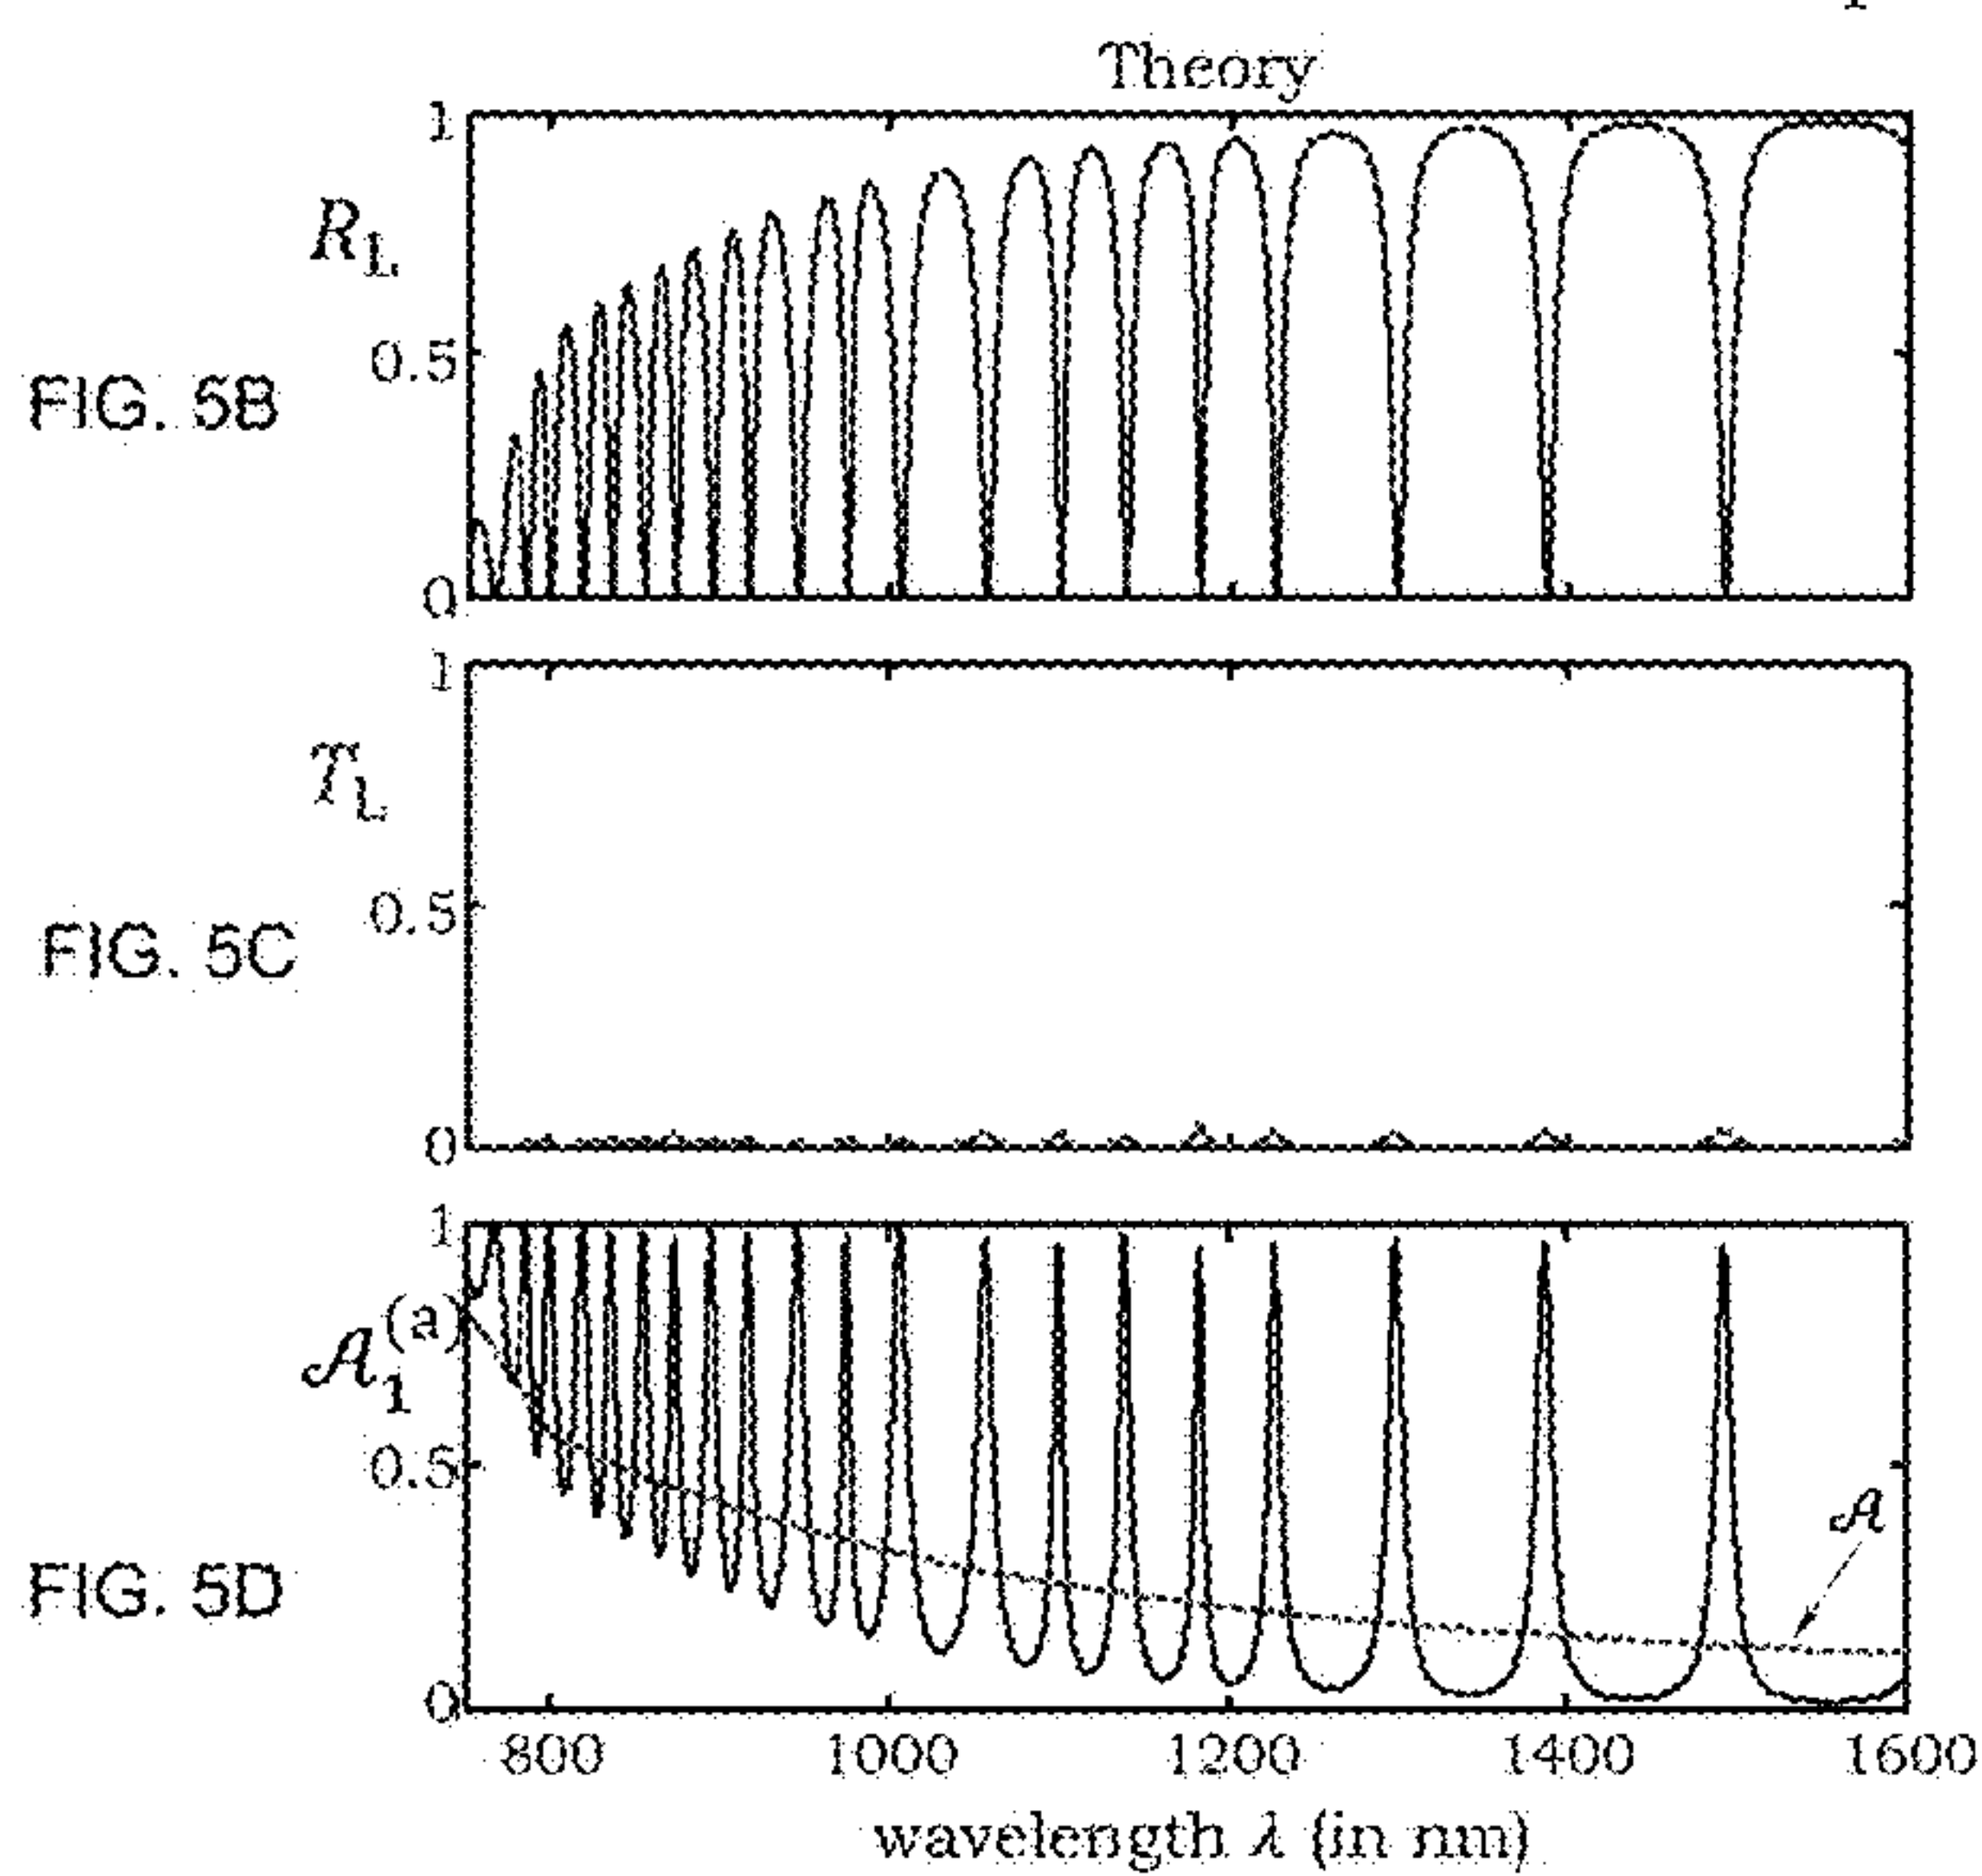 Theory
1
R_L
0.5
FIG. 5B
0
1
T_L
0.5
FIG. 5C
0
1
𝒜_1^(a)
0.5
𝒜
FIG. 5D
0
800 1000 1200 1400 1600
wavelength λ (in nm)